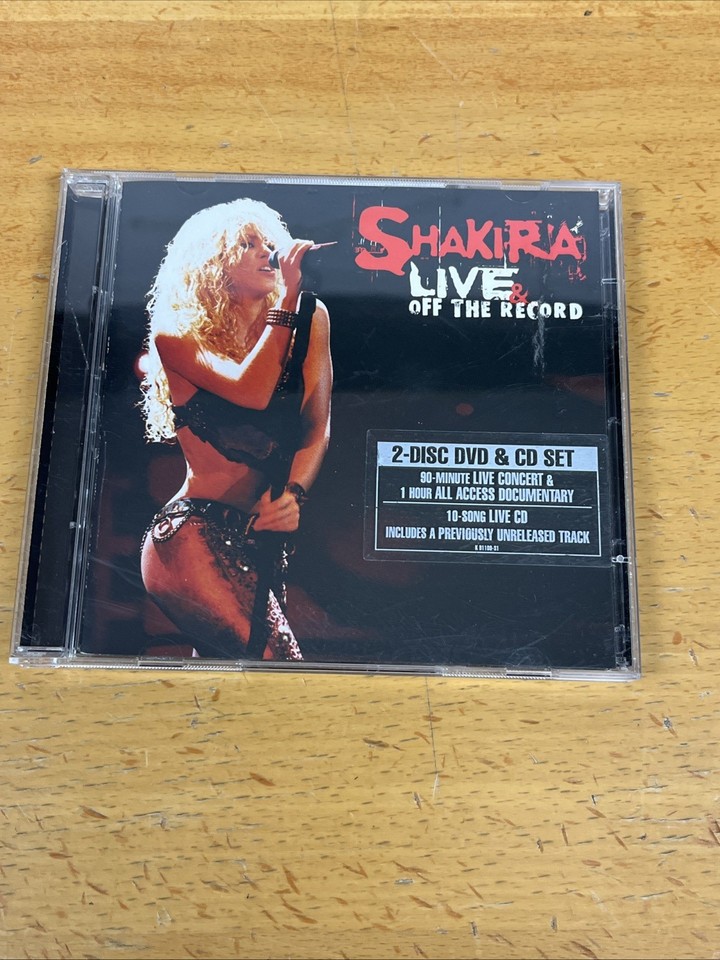 SHAKIRA
LIVE &
OFF THE RECORD
2-DISC DVD & CD SET
90-MINUTE LIVE CONCERT &
1 HOUR ALL ACCESS DOCUMENTARY
10-SONG LIVE CD
INCLUDES A PREVIOUSLY UNRELEASED TRACK